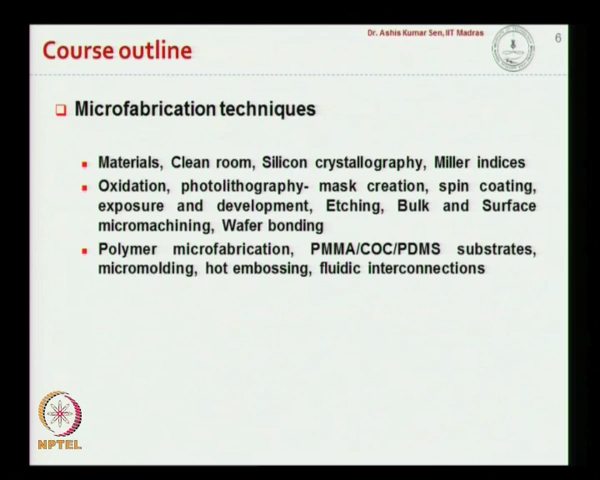 Dr. Ashis Kumar Sen, IIT Madras
6
Course outline
Microfabrication techniques
Materials, Clean room, Silicon crystallography, Miller indices
Oxidation, photolithography- mask creation, spin coating,
exposure and development, Etching, Bulk and Surface
micromachining, Wafer bonding
Polymer microfabrication, PMMA/COC/PDMS substrates,
micromolding, hot embossing, fluidic interconnections
NPTEL